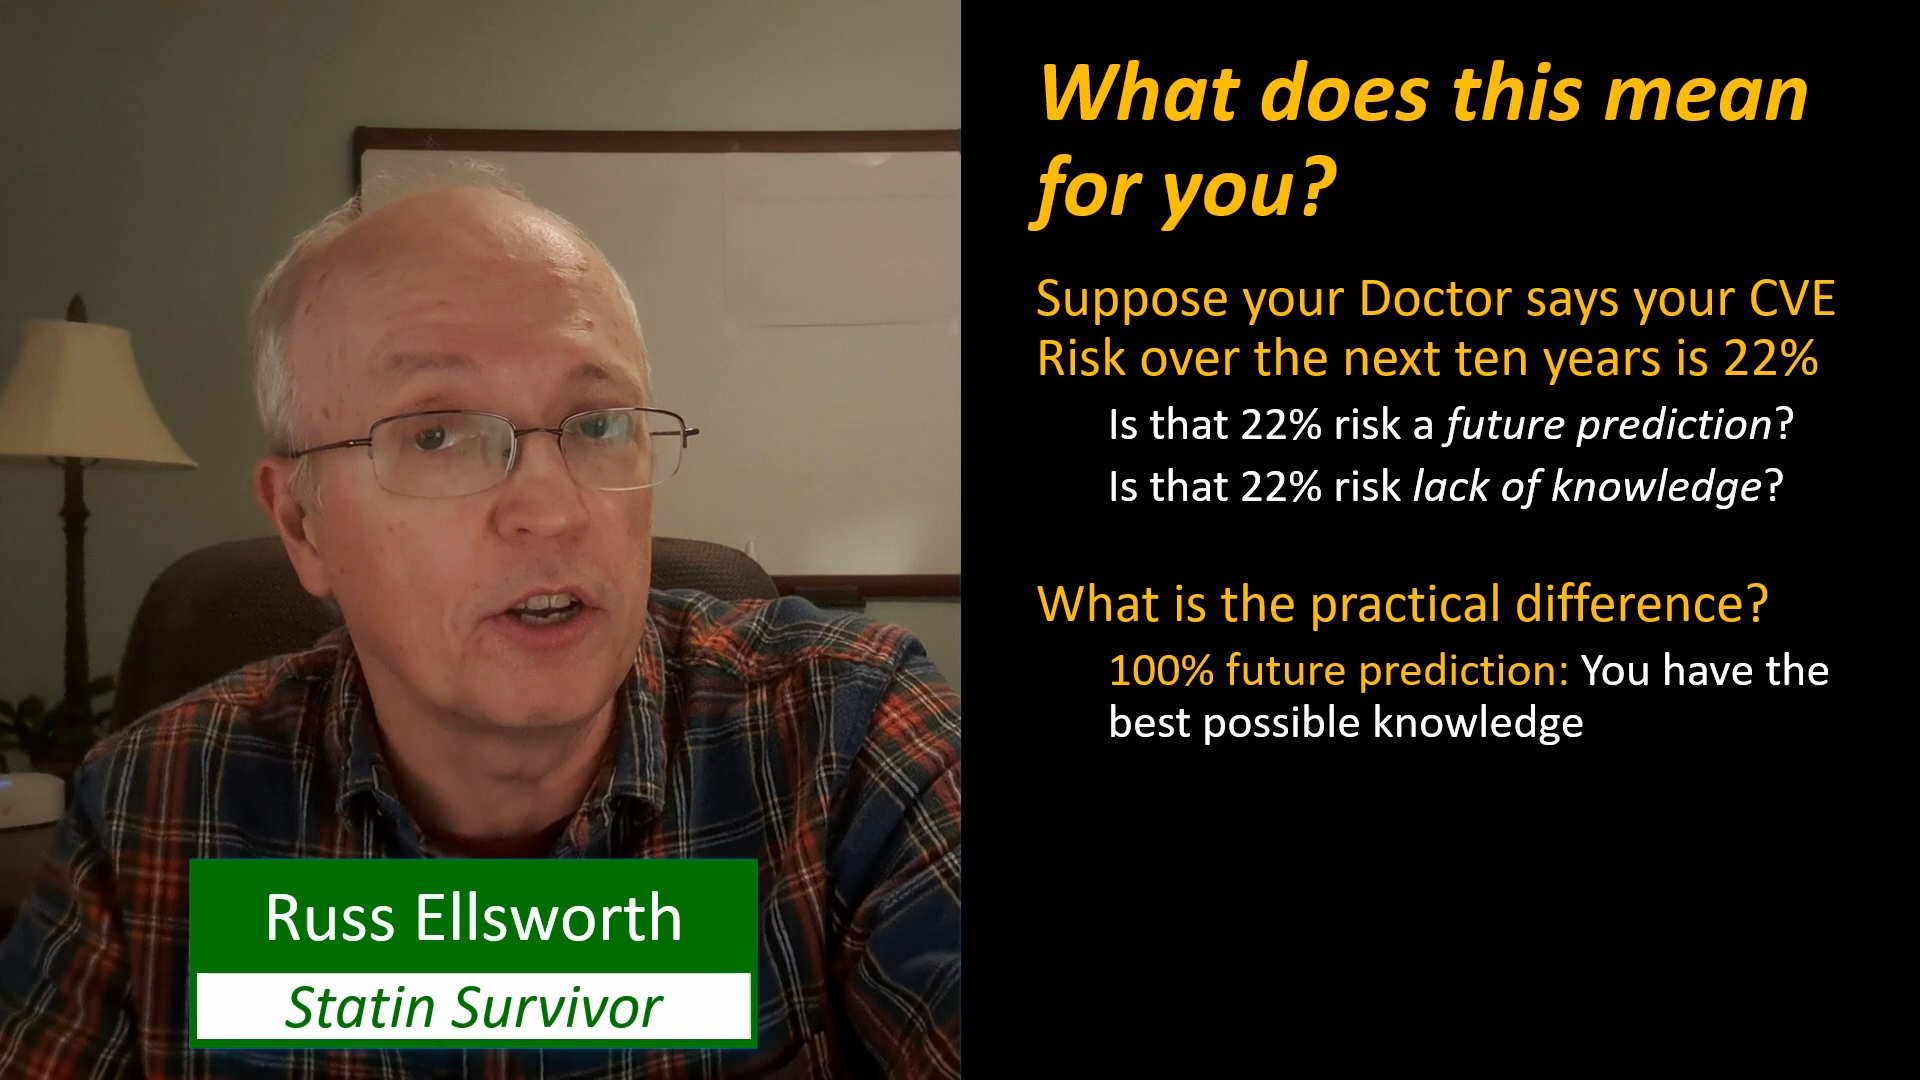 What does this mean
for you?
Suppose your Doctor says your CVE
Risk over the next ten years is 22%
Is that 22% risk a future prediction?
Is that 22% risk lack of knowledge?
What is the practical difference?
100% future prediction: You have the
best possible knowledge
Russ Ellsworth
Statin Survivor